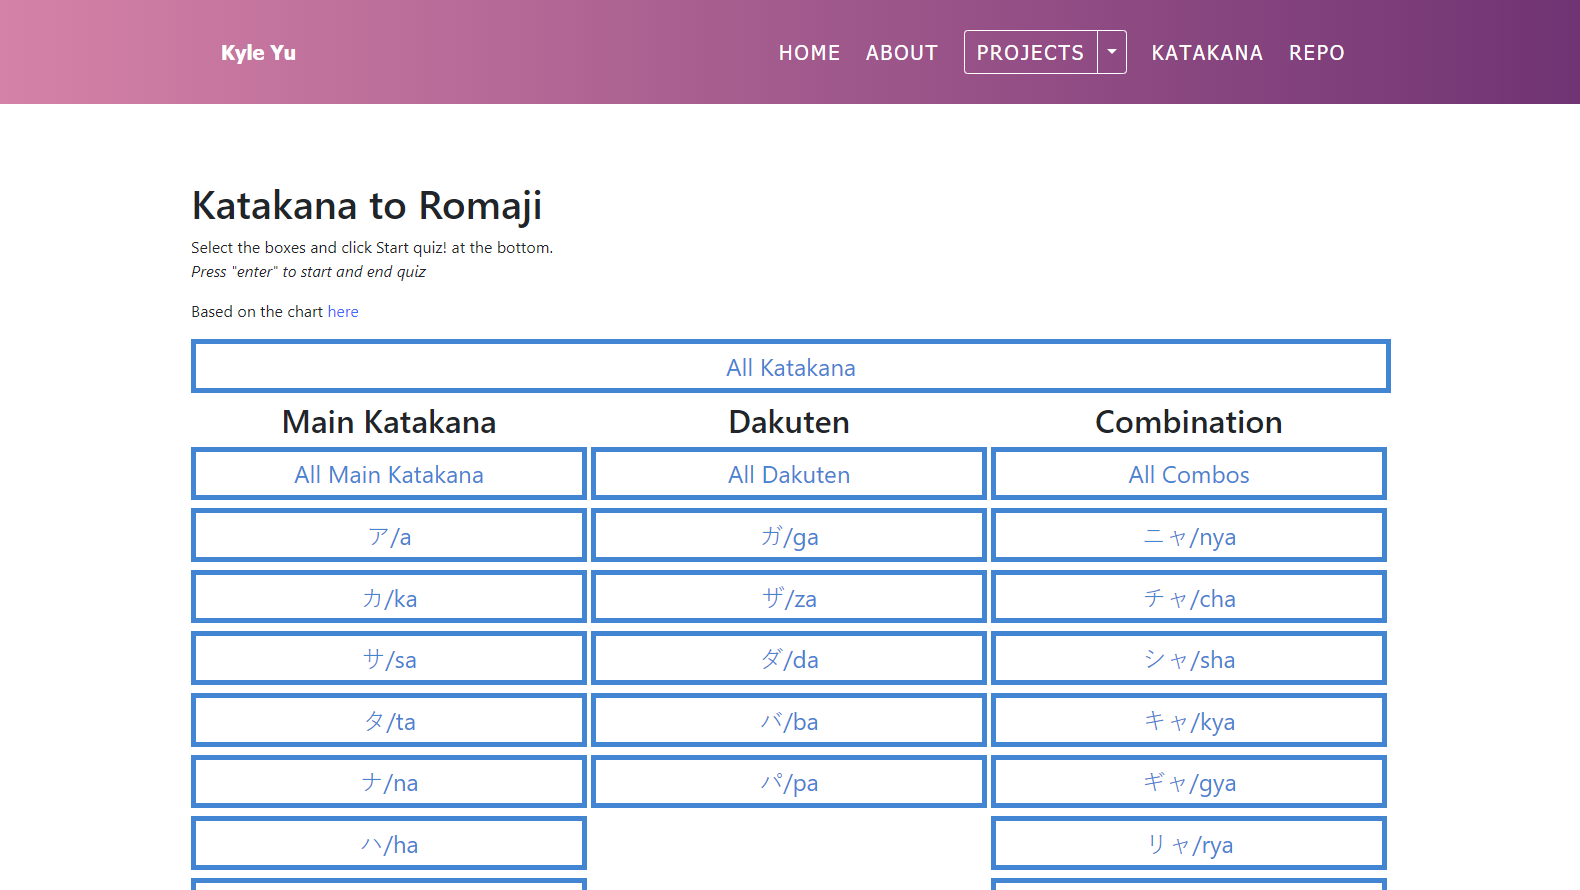 Kyle Yu
HOME ABOUT PROJECTS KATAKANA REPO
Katakana to Romaji
Select the boxes and click Start quiz! at the bottom.
Press "enter" to start and end quiz
Based on the chart here
All Katakana
Main Katakana Dakuten Combination
All Main Katakana All Dakuten All Combos
ア/a ガ/ga ニャ/nya
カ/ka ザ/za チャ/cha
サ/sa ダ/da シャ/sha
タ/ta バ/ba キャ/kya
ナ/na パ/pa ギャ/gya
ハ/ha リャ/rya